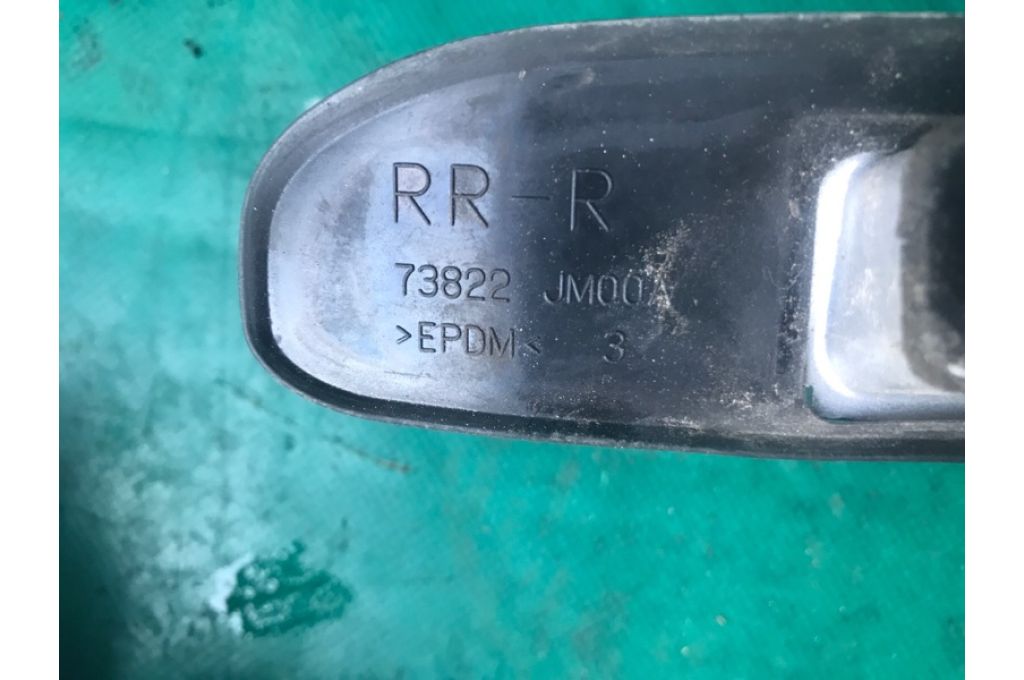 RR-R
73822 JM00A
>EPDM< 3